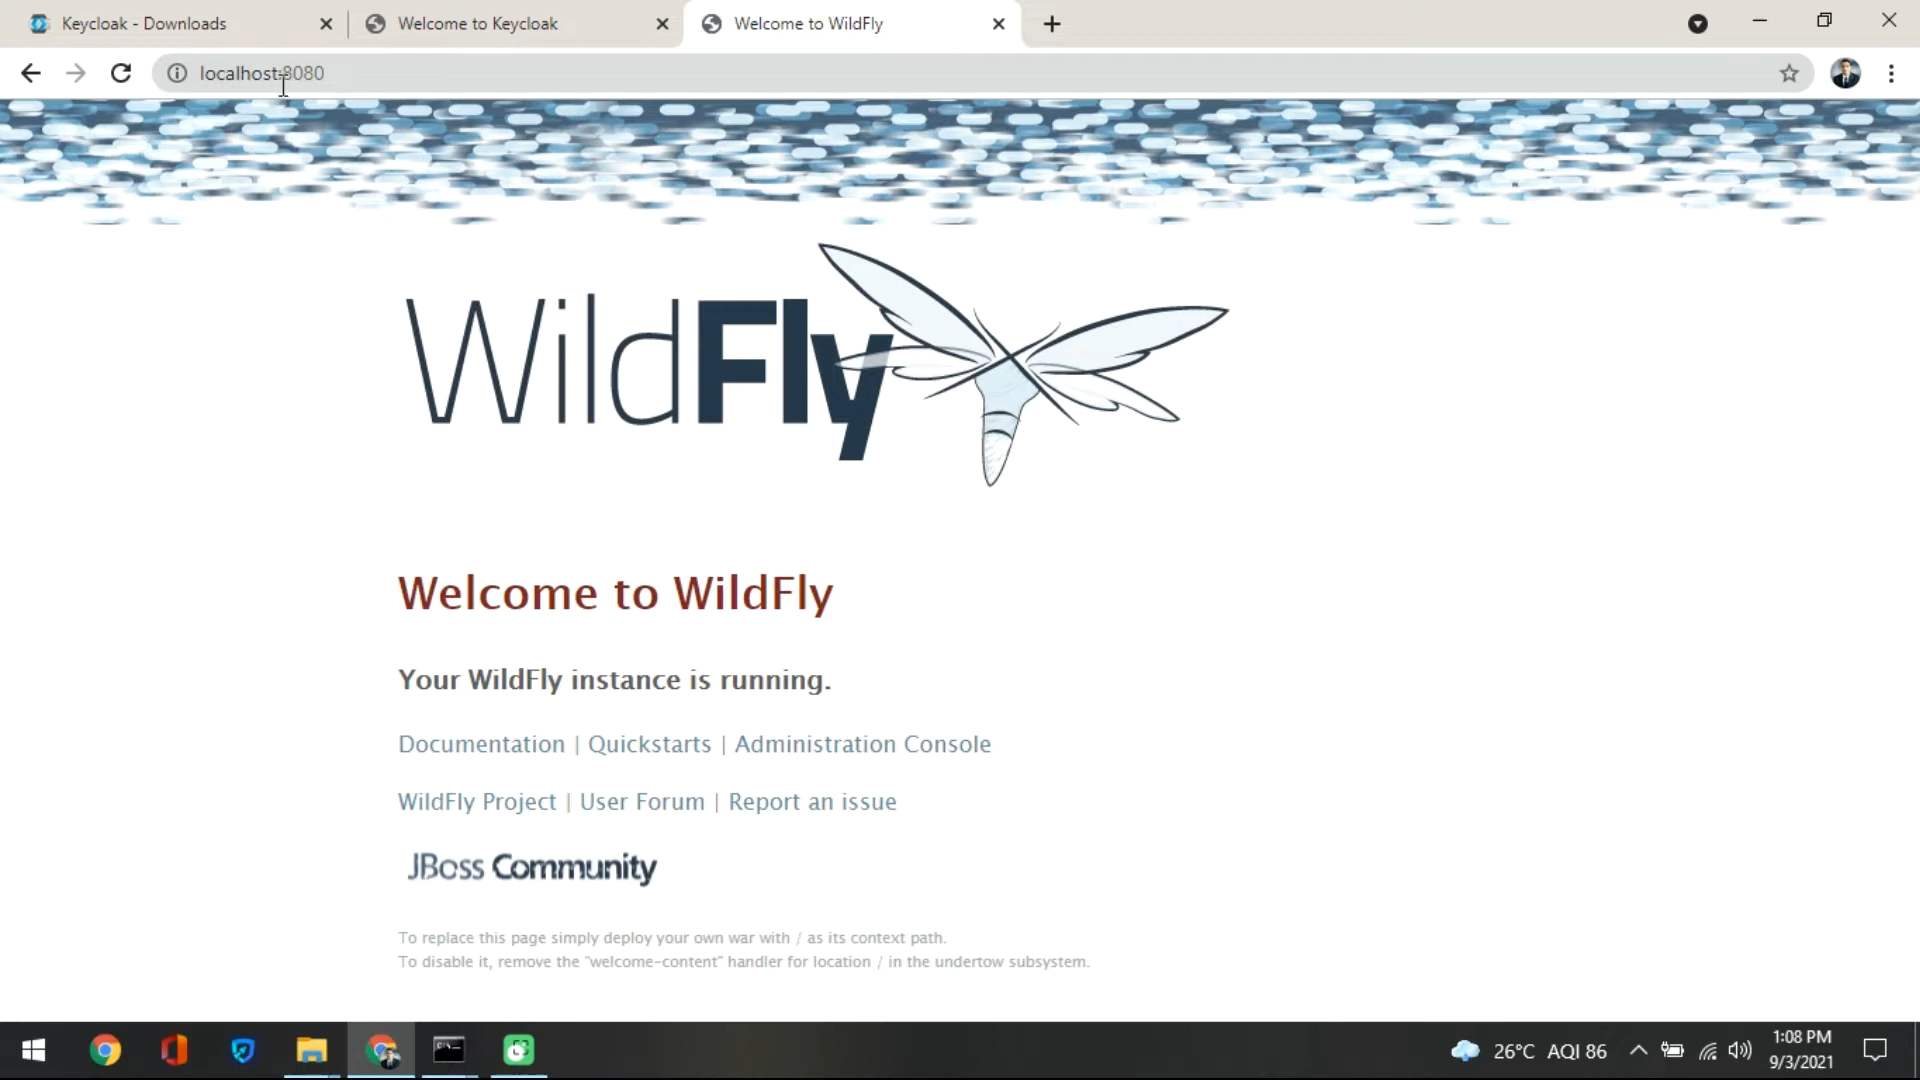 Keycloak - Downloads
Welcome to Keycloak
Welcome to WildFly
localhost:8080
WildFly
Welcome to WildFly
Your WildFly instance is running.
Documentation | Quickstarts | Administration Console
WildFly Project | User Forum | Report an issue
JBoss Community
To replace this page simply deploy your own war with / as its context path.
To disable it, remove the "welcome-content" handler for location / in the undertow subsystem.
26°C AQI 86
1:08 PM
9/3/2021